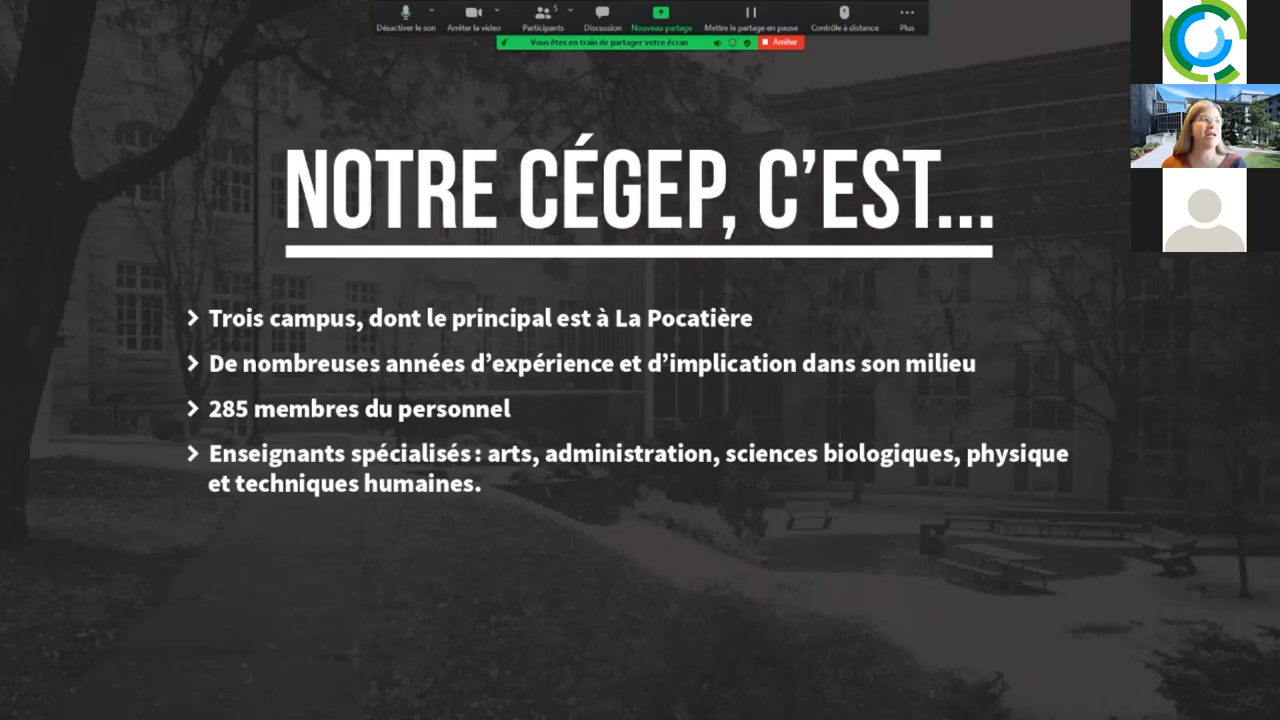 5
Désactiver le son Arrêter la vidéo Participants Discussion Nouveau partage Mettre le partage en pause Contrôle à distance Plus
Vous êtes en train de partager votre écran Arrêter
NOTRE CÉGEP, C’EST...
Trois campus, dont le principal est à La Pocatière
De nombreuses années d’expérience et d’implication dans son milieu
285 membres du personnel
Enseignants spécialisés : arts, administration, sciences biologiques, physique
et techniques humaines.